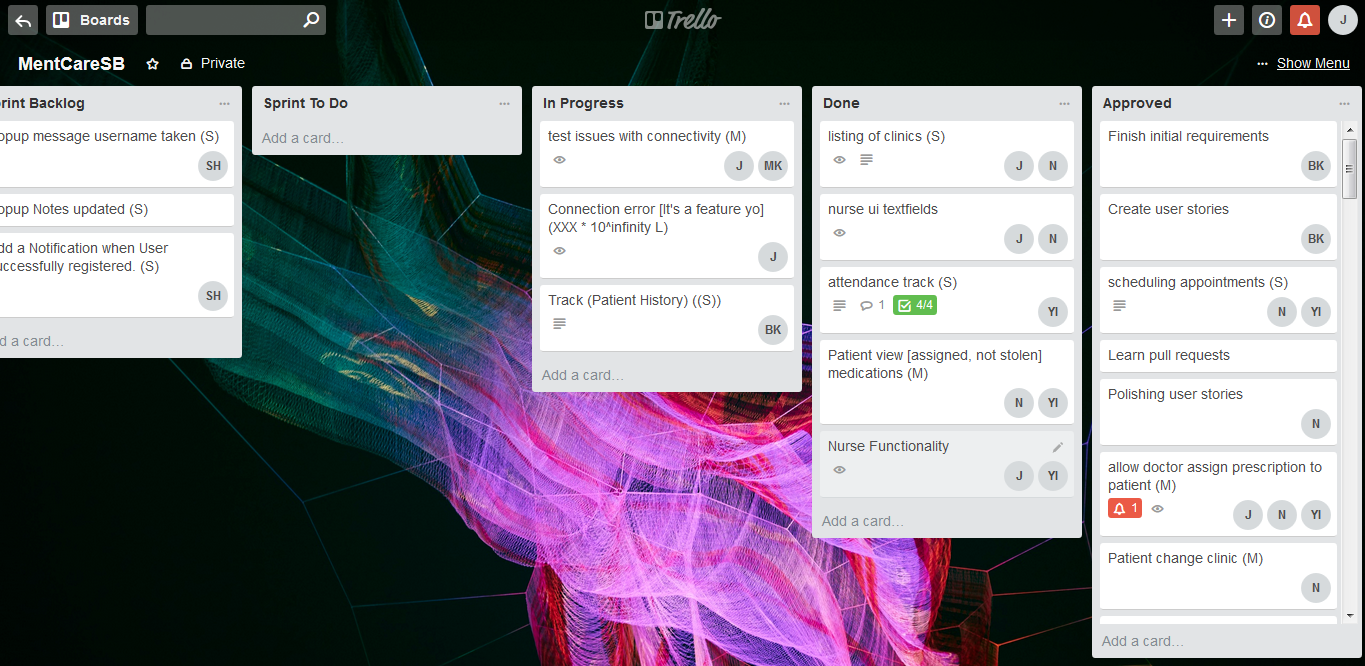 Boards
Trello
J
MentCareSB
Private
... Show Menu
rint Backlog
opup message username taken (S)
SH
opup Notes updated (S)
dd a Notification when User
uccessfully registered. (S)
SH
d a card…
Sprint To Do
Add a card…
In Progress
test issues with connectivity (M)
J MK
Connection error [It's a feature yo]
(XXX * 10^infinity L)
J
Track (Patient History) ((S))
BK
Add a card…
Done
listing of clinics (S)
J N
nurse ui textfields
J N
attendance track (S)
1 4/4
YI
Patient view [assigned, not stolen]
medications (M)
N YI
Nurse Functionality
J YI
Add a card…
Approved
Finish initial requirements
BK
Create user stories
BK
scheduling appointments (S)
N YI
Learn pull requests
Polishing user stories
N
allow doctor assign prescription to
patient (M)
1
J N YI
Patient change clinic (M)
N
Add a card…